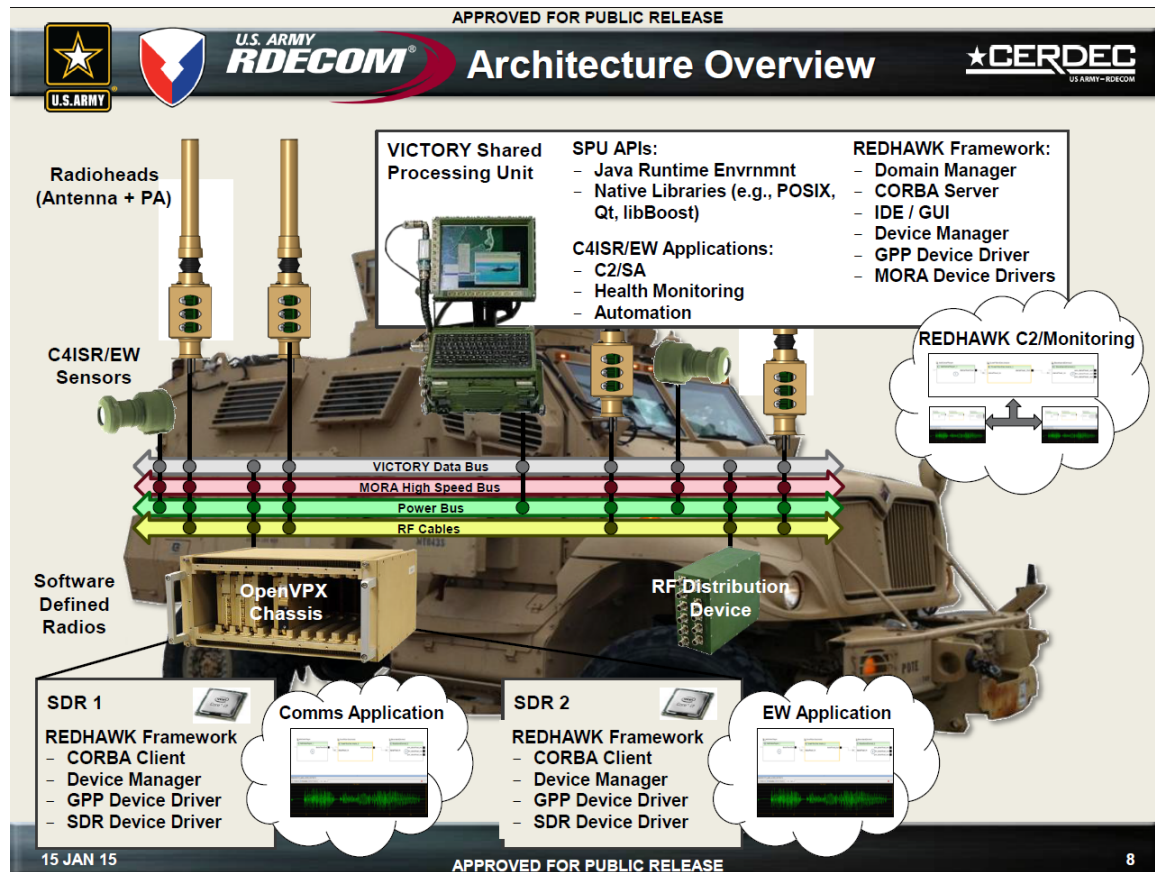 APPROVED FOR PUBLIC RELEASE
U.S. ARMY
RDECOM®
Architecture Overview
★CERDEC
US ARMY–RDECOM
U.S.ARMY
Radioheads
(Antenna + PA)
VICTORY Shared
Processing Unit
SPU APIs:
– Java Runtime Envrnmnt
– Native Libraries (e.g., POSIX,
Qt, libBoost)
C4ISR/EW Applications:
– C2/SA
– Health Monitoring
– Automation
REDHAWK Framework:
– Domain Manager
– CORBA Server
– IDE / GUI
– Device Manager
– GPP Device Driver
– MORA Device Drivers
REDHAWK C2/Monitoring
C4ISR/EW
Sensors
VICTORY Data Bus
MORA High Speed Bus
Power Bus
RF Cables
Software
Defined
Radios
OpenVPX
Chassis
RF Distribution
Device
SDR 1
REDHAWK Framework
– CORBA Client
– Device Manager
– GPP Device Driver
– SDR Device Driver
Comms Application
SDR 2
REDHAWK Framework
– CORBA Client
– Device Manager
– GPP Device Driver
– SDR Device Driver
EW Application
15 JAN 15
APPROVED FOR PUBLIC RELEASE
8